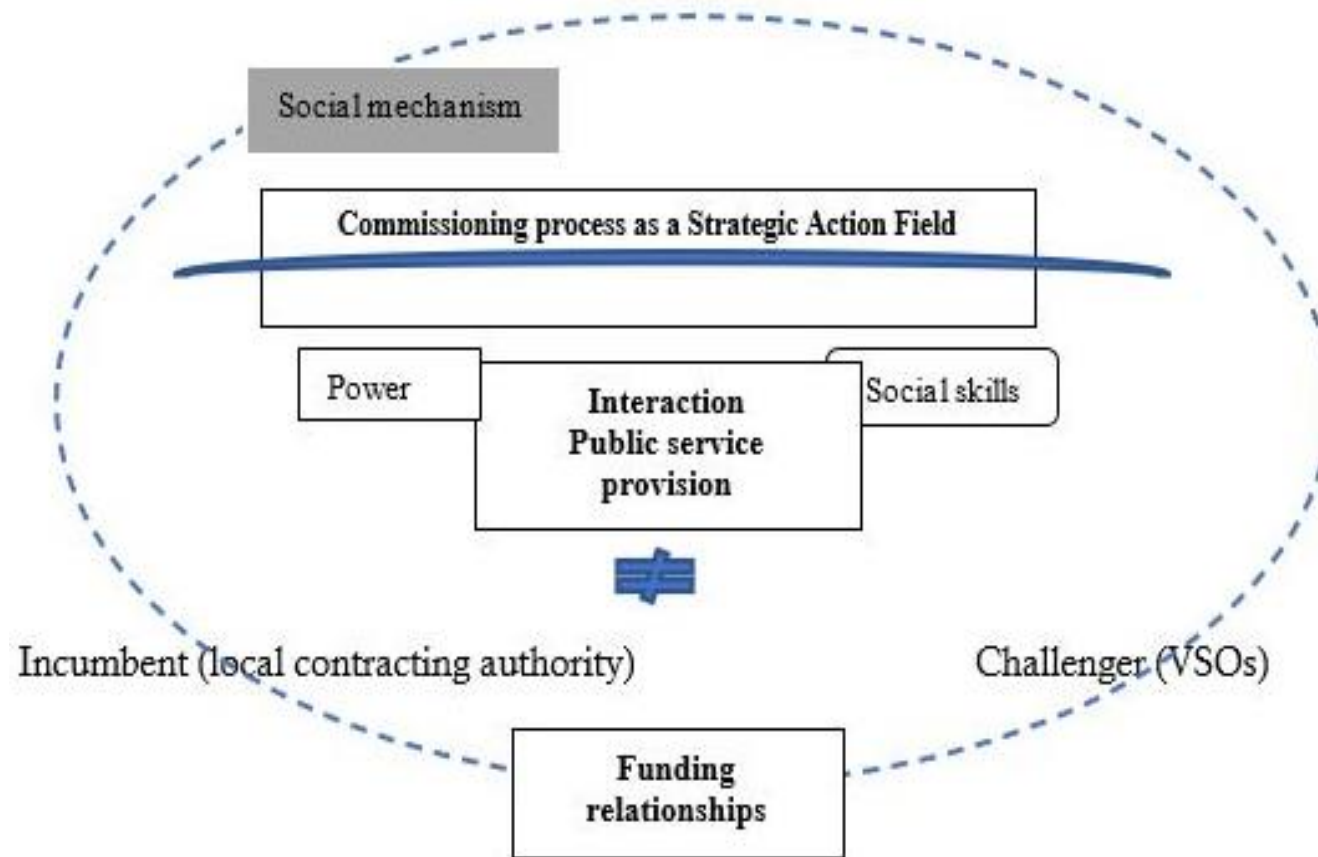 Social mechanism
Commissioning process as a Strategic Action Field
Power
Interaction
Public service
provision
Social skills
≠
Incumbent (local contracting authority)
Challenger (VSOs)
Funding
relationships